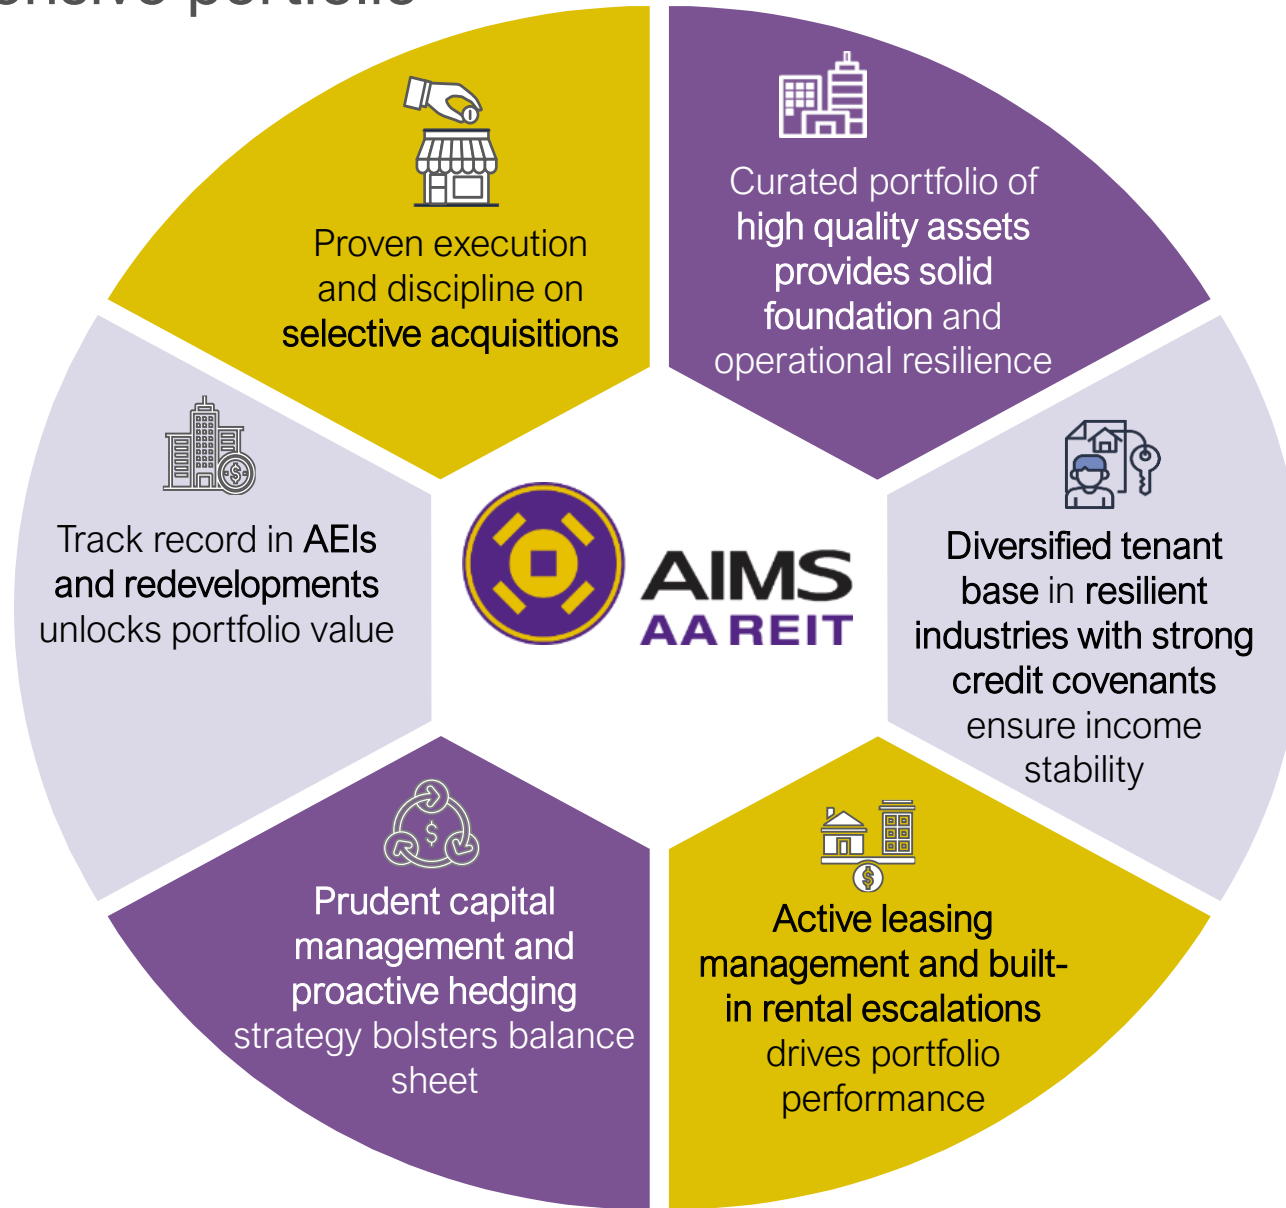 portfolio
Proven execution
and discipline on
selective acquisitions
Curated portfolio of
high quality assets
provides solid
foundation and
operational resilience
Track record in AEIs
and redevelopments
unlocks portfolio value
AIMS
AA REIT
Diversified tenant
base in resilient
industries with strong
credit covenants
ensure income
stability
Prudent capital
management and
proactive hedging
strategy bolsters balance
sheet
Active leasing
management and built-
in rental escalations
drives portfolio
performance